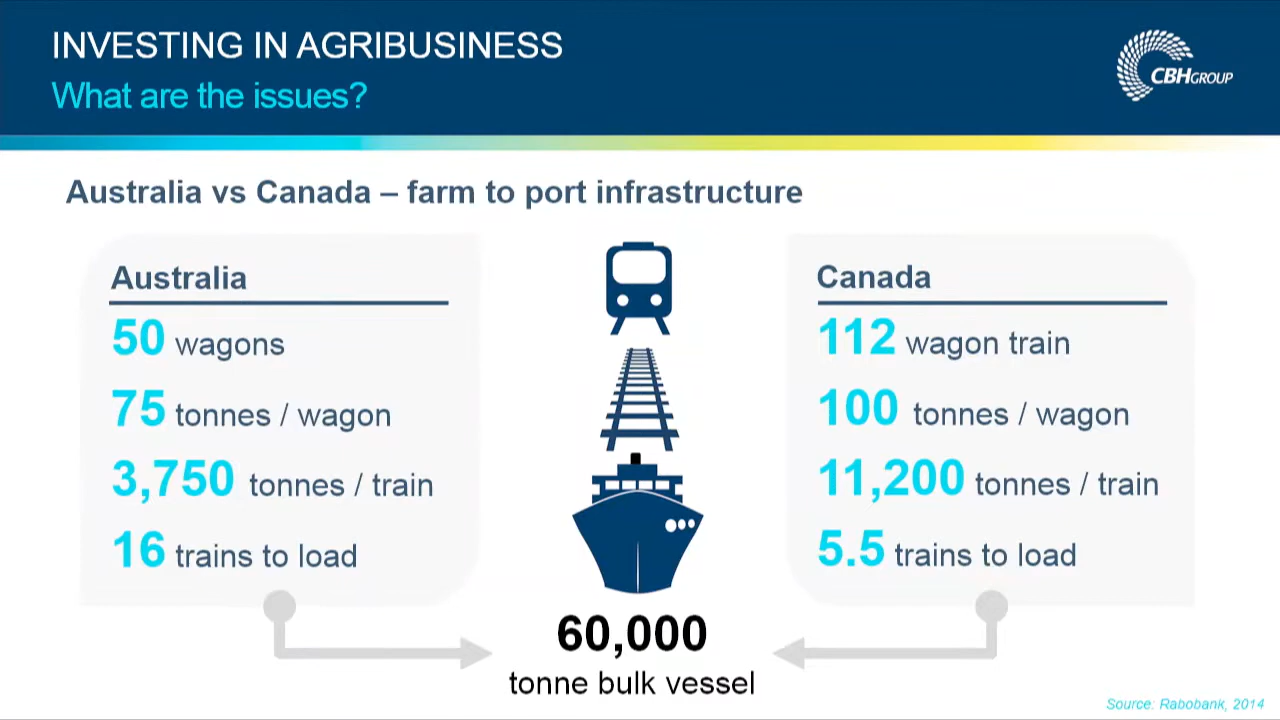 INVESTING IN AGRIBUSINESS
What are the issues?
CBHGROUP
Australia vs Canada – farm to port infrastructure
Australia
50 wagons
75 tonnes / wagon
3,750 tonnes / train
16 trains to load
Canada
112 wagon train
100 tonnes / wagon
11,200 tonnes / train
5.5 trains to load
60,000
tonne bulk vessel
Source: Rabobank, 2014